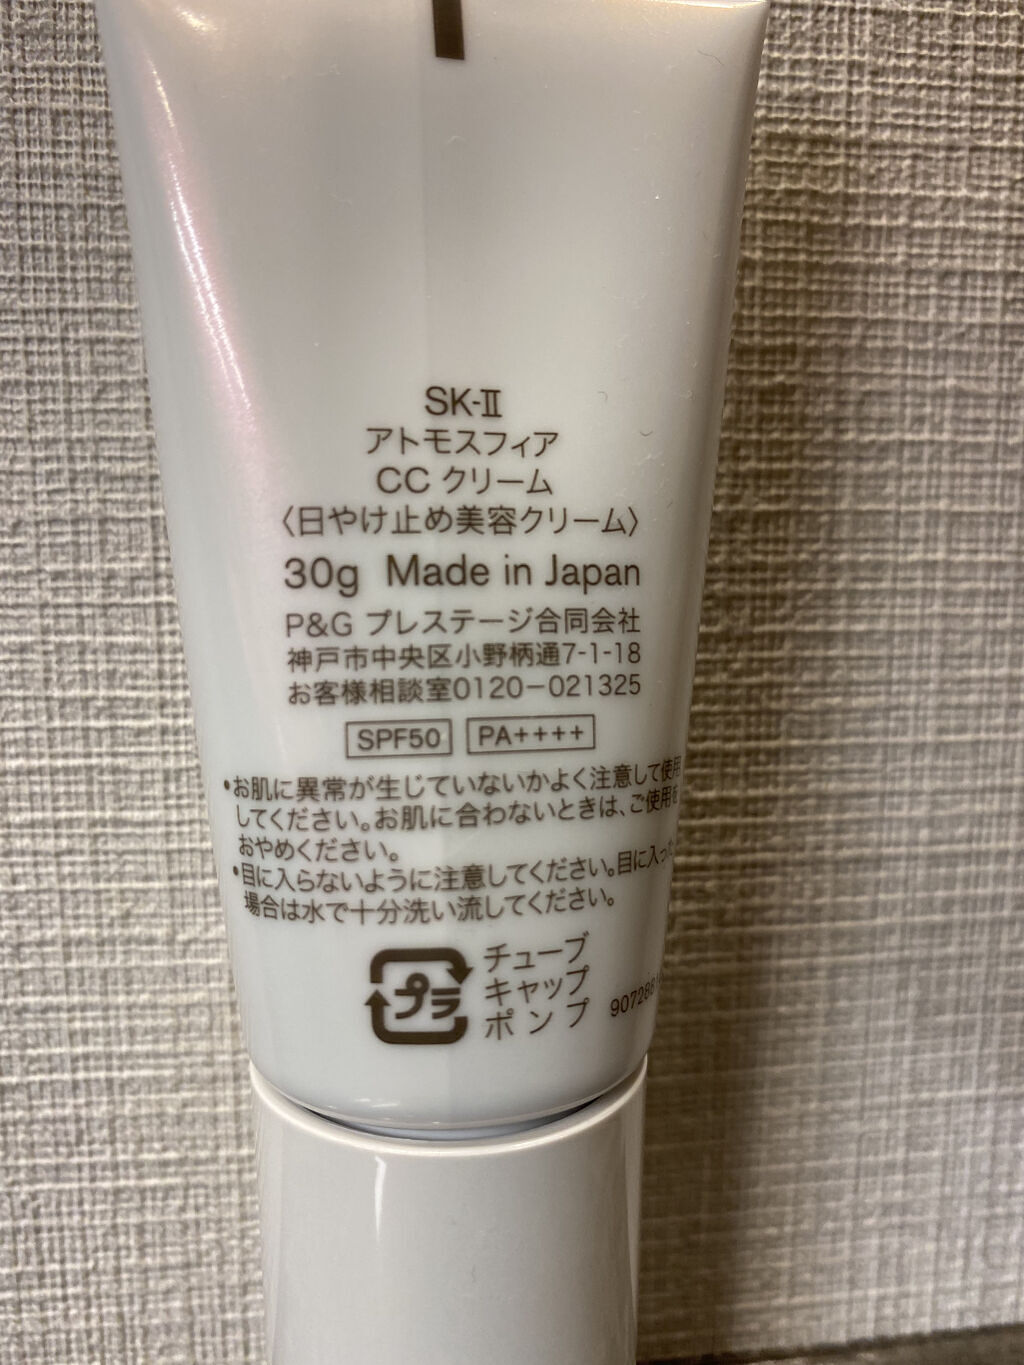 SK-Ⅱ
アトモスフィア
CC クリーム
〈日やけ止め美容クリーム〉
30g Made in Japan
P&G プレステージ合同会社
神戸市中央区小野柄通7-1-18
お客様相談室0120-021325
SPF50 PA++++
•お肌に異常が生じていないかよく注意して使用
してください。お肌に合わないときは、ご使用を
おやめください。
•目に入らないように注意してください。目に入った
場合は水で十分洗い流してください。
プラ
チューブ
キャップ
ポンプ